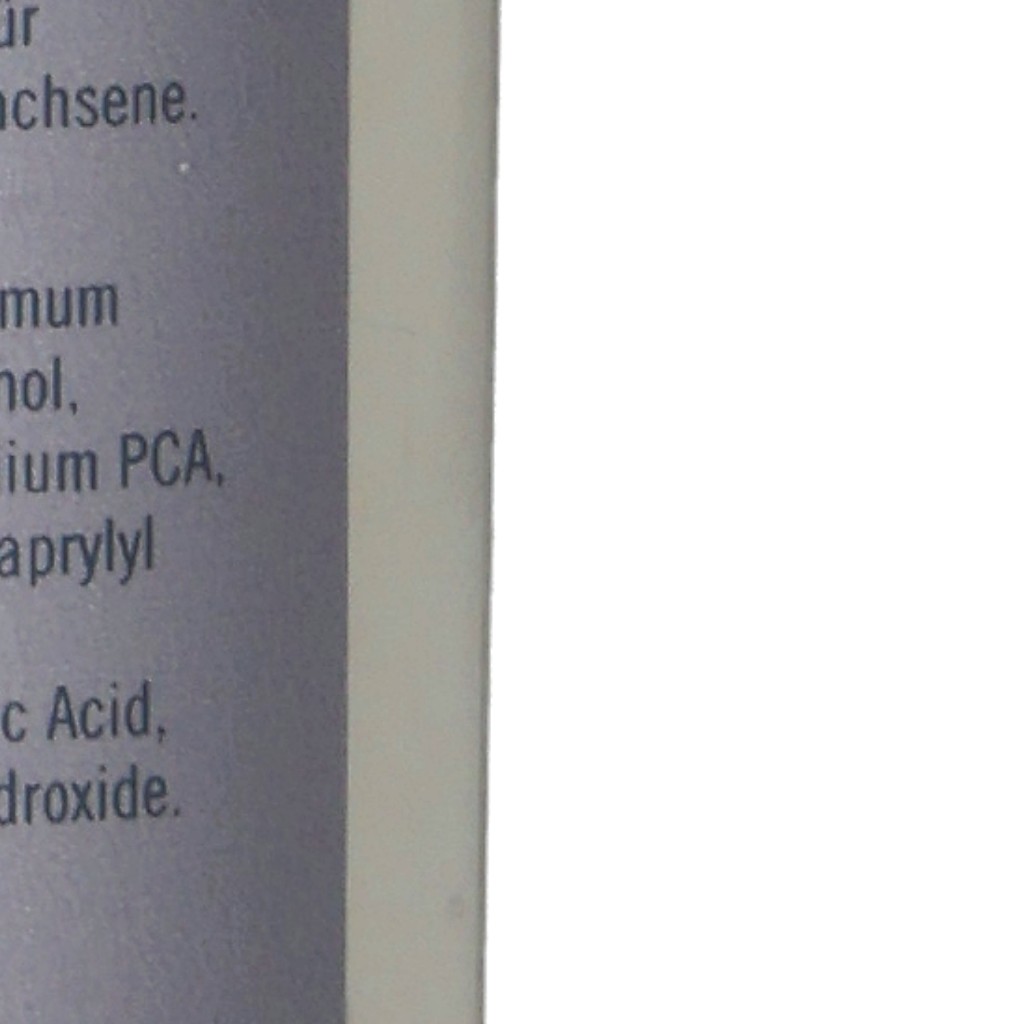 ür
achsene.
mum
nol,
ium PCA,
aprylyl
c Acid,
droxide.